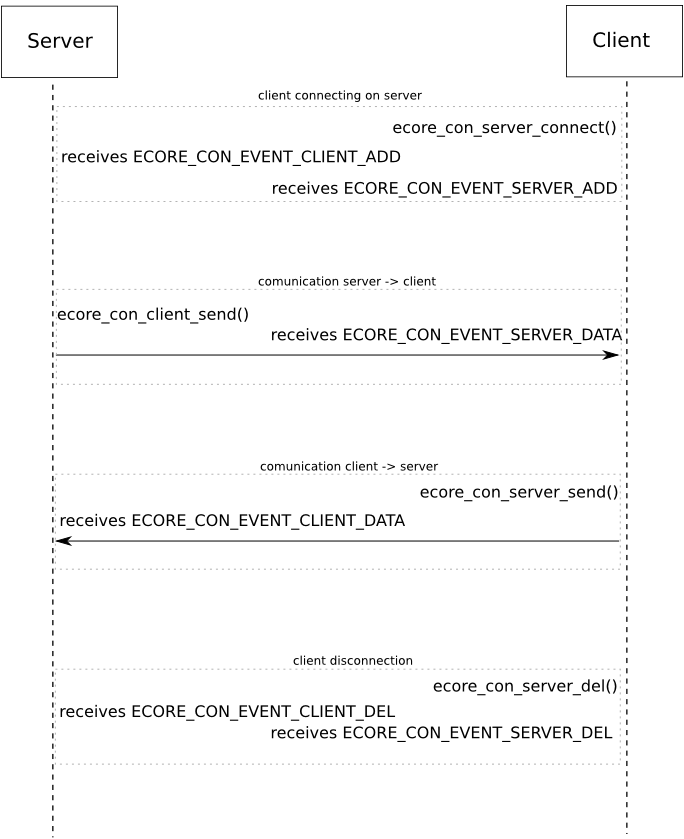 Server
Client
client connecting on server
ecore_con_server_connect()
receives ECORE_CON_EVENT_CLIENT_ADD
receives ECORE_CON_EVENT_SERVER_ADD
comunication server -> client
ecore_con_client_send()
receives ECORE_CON_EVENT_SERVER_DATA
comunication client -> server
ecore_con_server_send()
receives ECORE_CON_EVENT_CLIENT_DATA
client disconnection
ecore_con_server_del()
receives ECORE_CON_EVENT_CLIENT_DEL
receives ECORE_CON_EVENT_SERVER_DEL